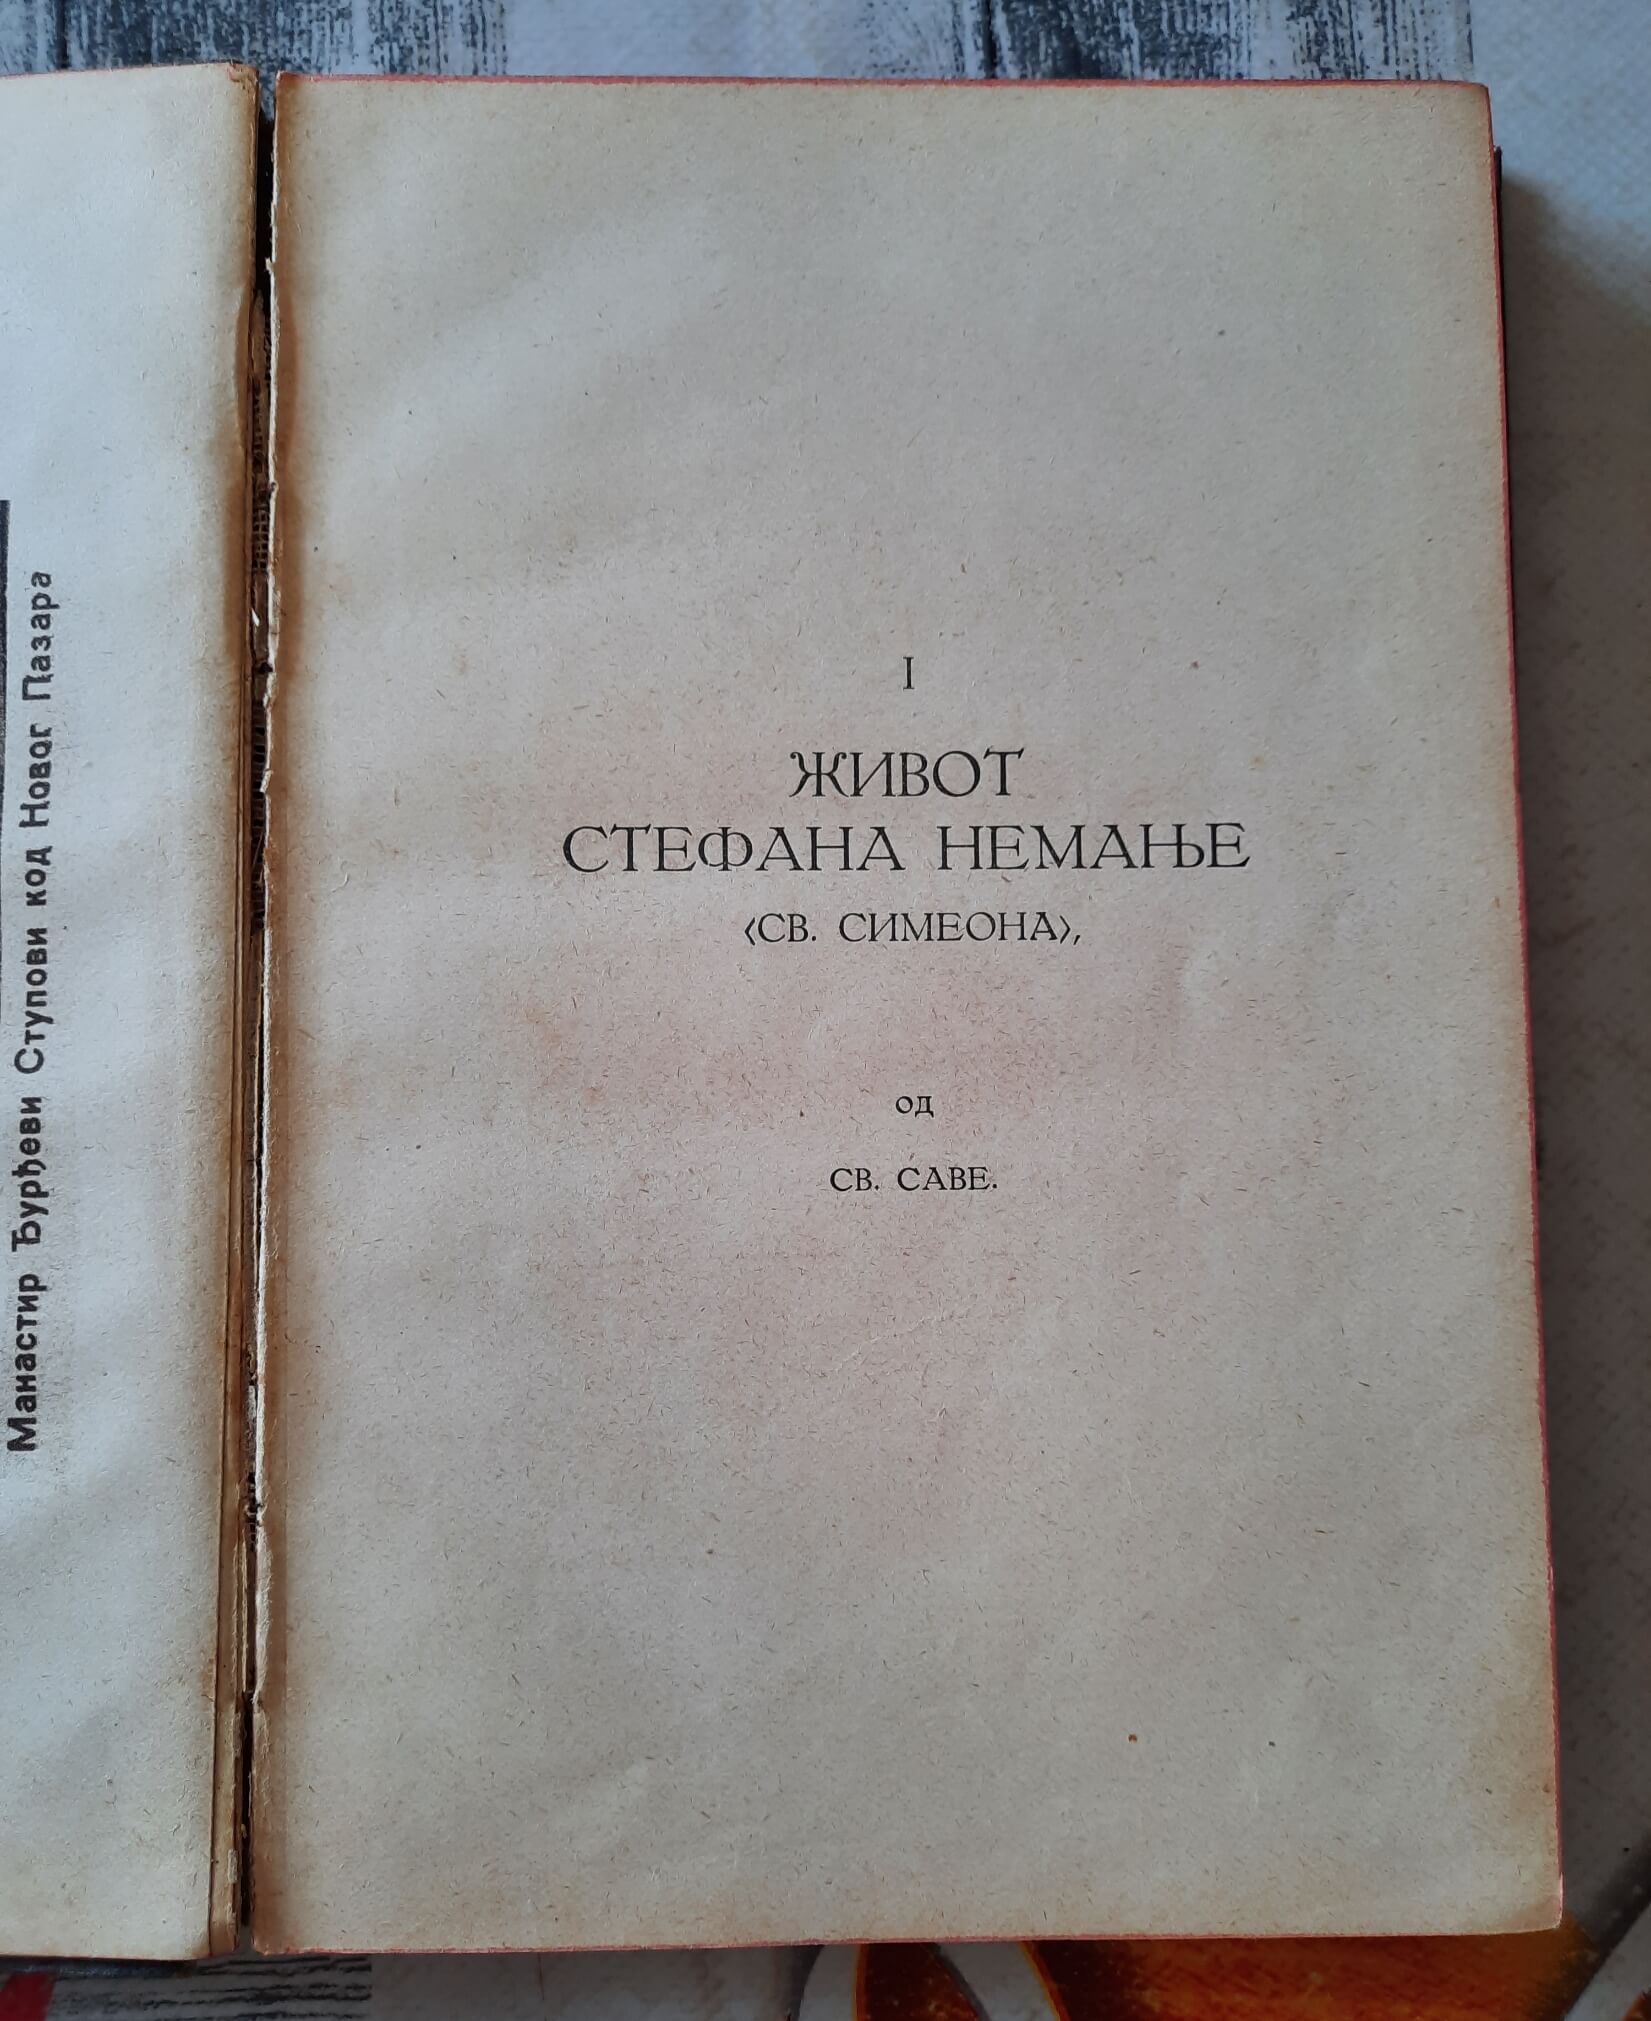 Манастир Ђурђеви Ступови код Новог Пазара
I
ЖИВОТ
СТЕФАНА НЕМАЊЕ
(СВ. СИМЕОНА),
од
СВ. САВЕ.